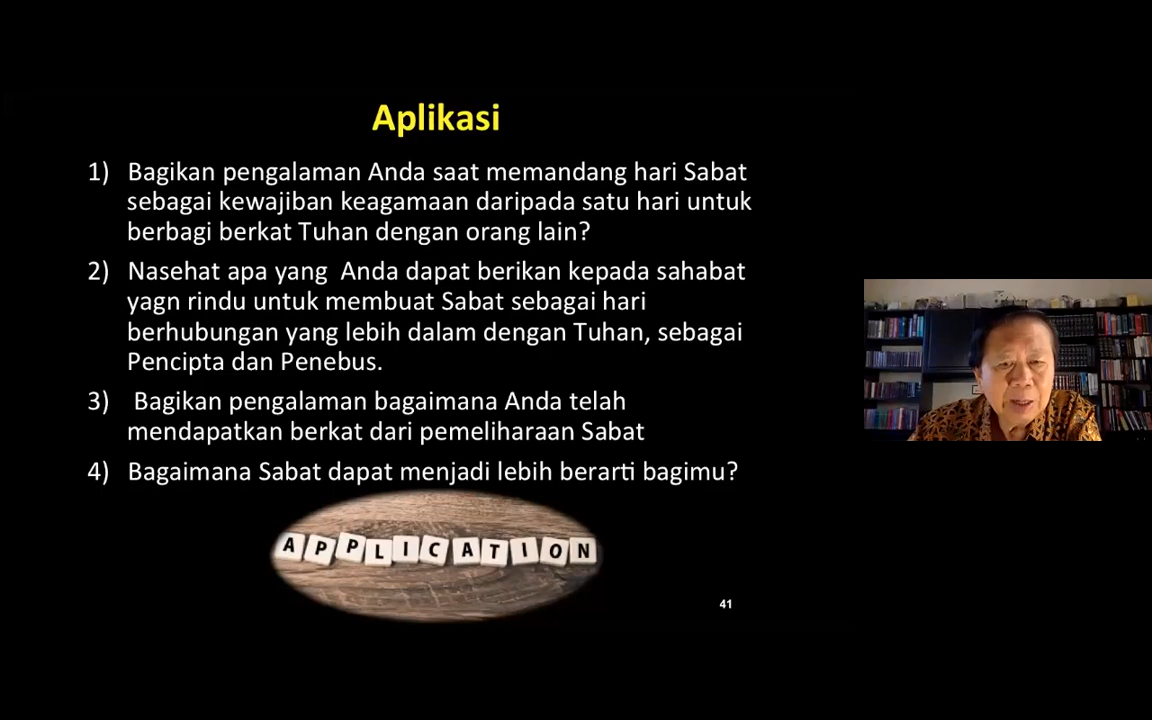 Aplikasi
1) Bagikan pengalaman Anda saat memandang hari Sabat
sebagai kewajiban keagamaan daripada satu hari untuk
berbagi berkat Tuhan dengan orang lain?
2) Nasehat apa yang Anda dapat berikan kepada sahabat
yagn rindu untuk membuat Sabat sebagai hari
berhubungan yang lebih dalam dengan Tuhan, sebagai
Pencipta dan Penebus.
3) Bagikan pengalaman bagaimana Anda telah
mendapatkan berkat dari pemeliharaan Sabat
4) Bagaimana Sabat dapat menjadi lebih berarti bagimu?
APPLICATION
41